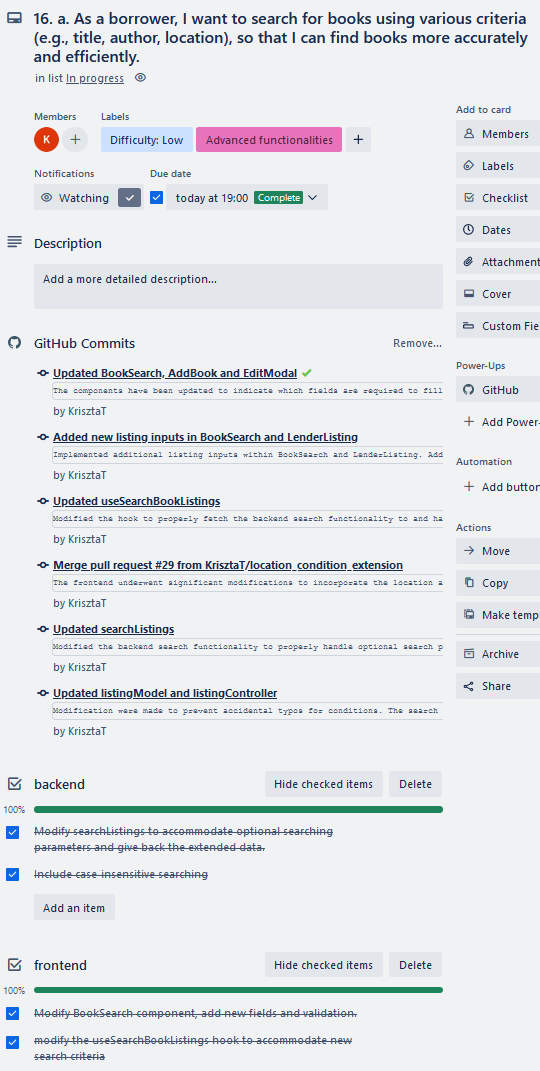 16. a. As a borrower, I want to search for books using various criteria
(e.g., title, author, location), so that I can find books more accurately
and efficiently.
in list In progress
Add to card
Members
Labels
K
Difficulty: Low
Advanced functionalities
Members
Labels
Notifications
Due date
Watching
today at 19:00
Complete
Checklist
Dates
Description
Add a more detailed description...
Attachment
Cover
Custom Fie
GitHub Commits
Remove...
Updated BookSearch, AddBook and EditModal
The components have been updated to indicate which fields are required to fill
by KrisztaT
Added new listing inputs in BookSearch and LenderListing
Implemented additional listing inputs within BookSearch and LenderListing. Add
by KrisztaT
Updated useSearchBookListings
Modified the hook to properly fetch the backend search functionality to and ha
by KrisztaT
Merge pull request #29 from KrisztaT/location_condition_extension
The frontend underwent significant modifications to incorporate the location a
by KrisztaT
Updated searchListings
Modified the backend search functionality to properly handle optional search p
by KrisztaT
Updated listingModel and listingController
Modification were made to prevent accidental typos for conditions. The search
by KrisztaT
Power-Ups
GitHub
Add Power-
Automation
Add button
Actions
Move
Copy
Make temp
Archive
Share
backend
Hide checked items
Delete
100%
Modify searchListings to accommodate optional searching
parameters and give back the extended data.
Include case insensitive searching
Add an item
frontend
Hide checked items
Delete
100%
Modify BookSearch component, add new fields and validation.
modify the useSearchBookListings hook to accommodate new
search criteria